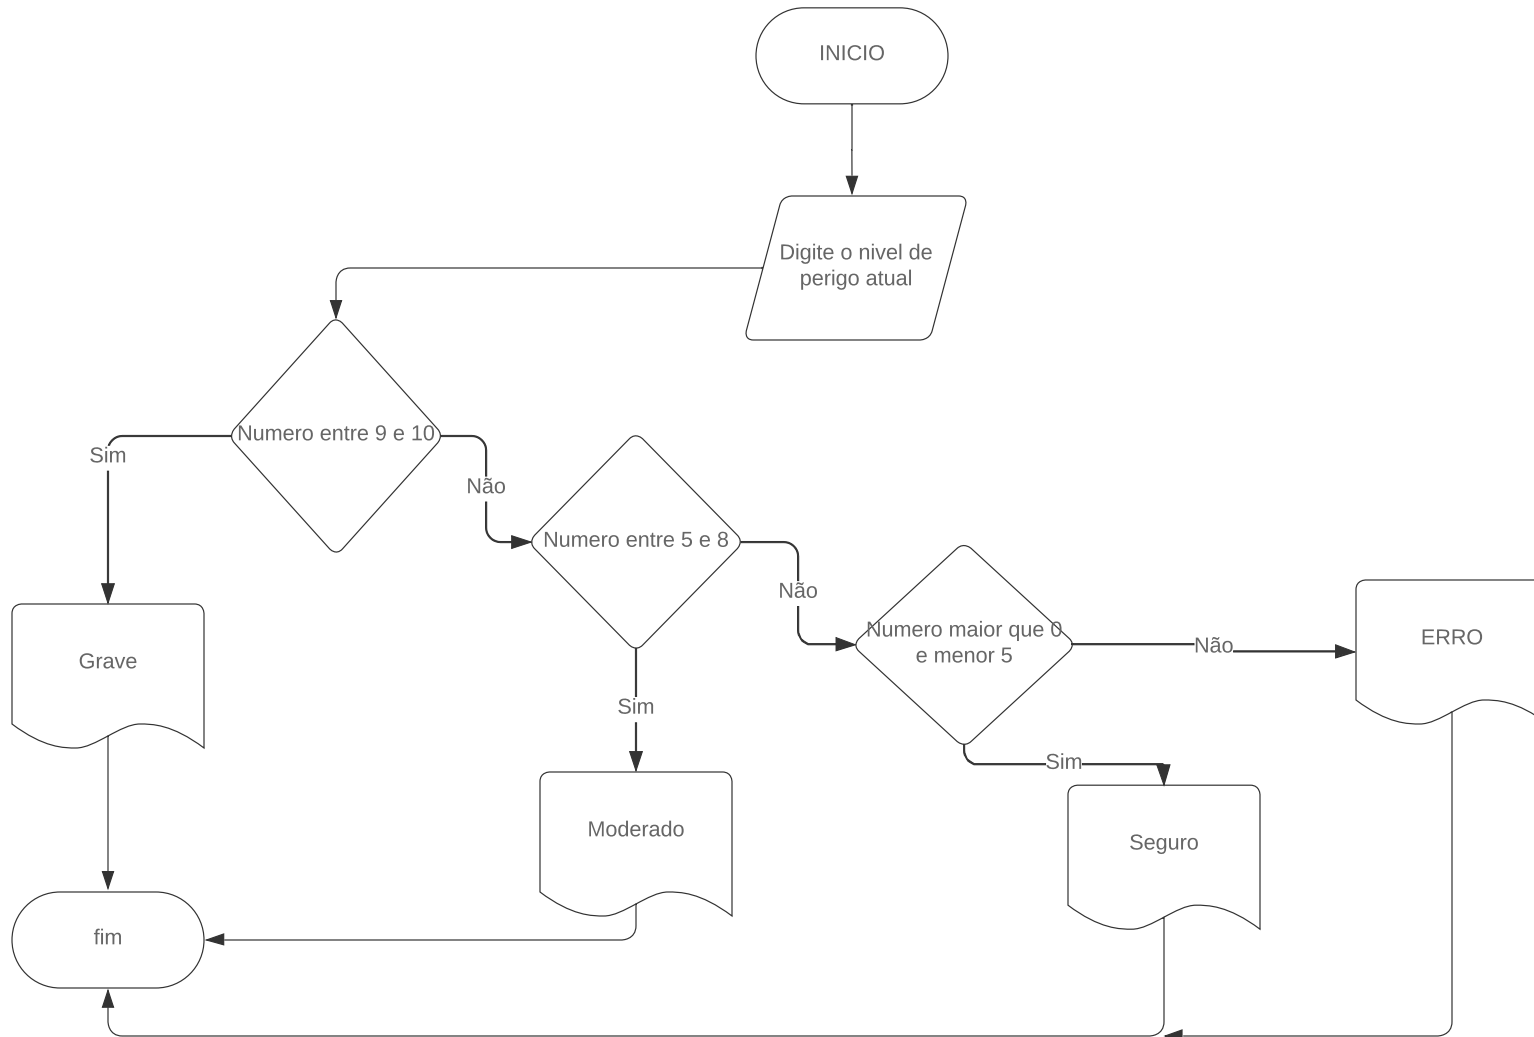 INICIO
Digite o nivel de
perigo atual
Numero entre 9 e 10
Sim
Não
Numero entre 5 e 8
Não
Sim
Numero maior que 0
e menor 5
Não
Sim
ERRO
Grave
Moderado
Seguro
fim